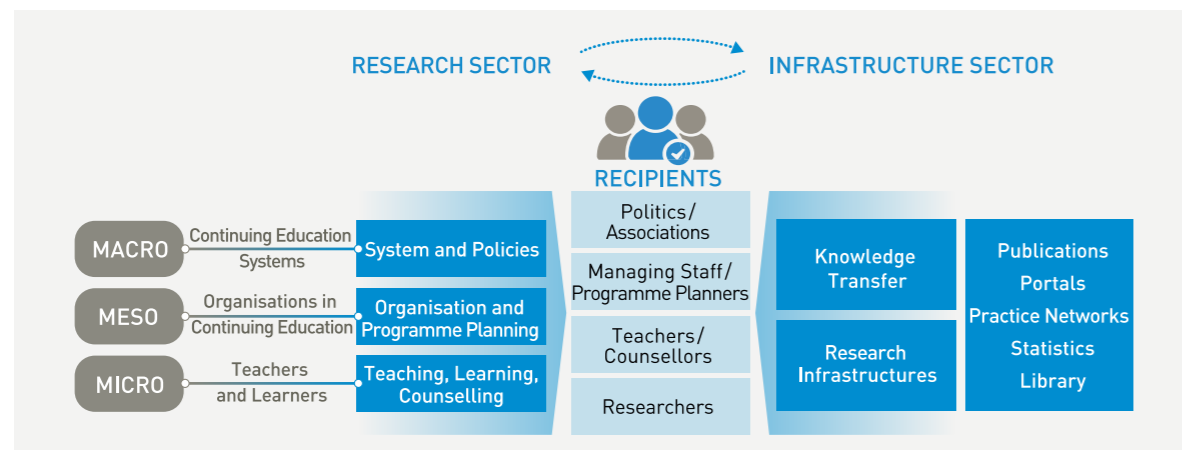 RESEARCH SECTOR
INFRASTRUCTURE SECTOR
RECIPIENTS
MACRO
Continuing Education
Systems
System and Policies
MESO
Organisations in
Continuing Education
Organisation and
Programme Planning
MICRO
Teachers
and Learners
Teaching, Learning,
Counselling
Politics/
Associations
Managing Staff/
Programme Planners
Teachers/
Counsellors
Researchers
Knowledge
Transfer
Research
Infrastructures
Publications
Portals
Practice Networks
Statistics
Library